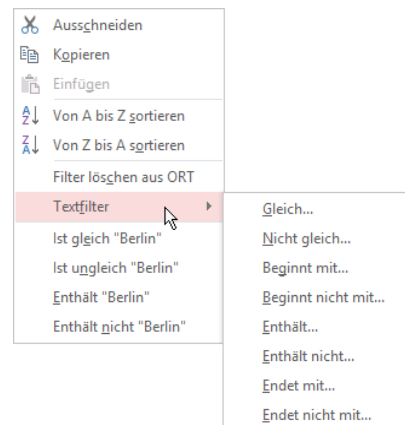 Ausschneiden
Kopieren
Einfügen
Von A bis Z sortieren
Von Z bis A sortieren
Filter löschen aus ORT
Textfilter
Ist gleich "Berlin"
Ist ungleich "Berlin"
Enthält "Berlin"
Enthält nicht "Berlin"
Gleich...
Nicht gleich...
Beginnt mit...
Beginnt nicht mit...
Enthält...
Enthält nicht...
Endet mit...
Endet nicht mit...